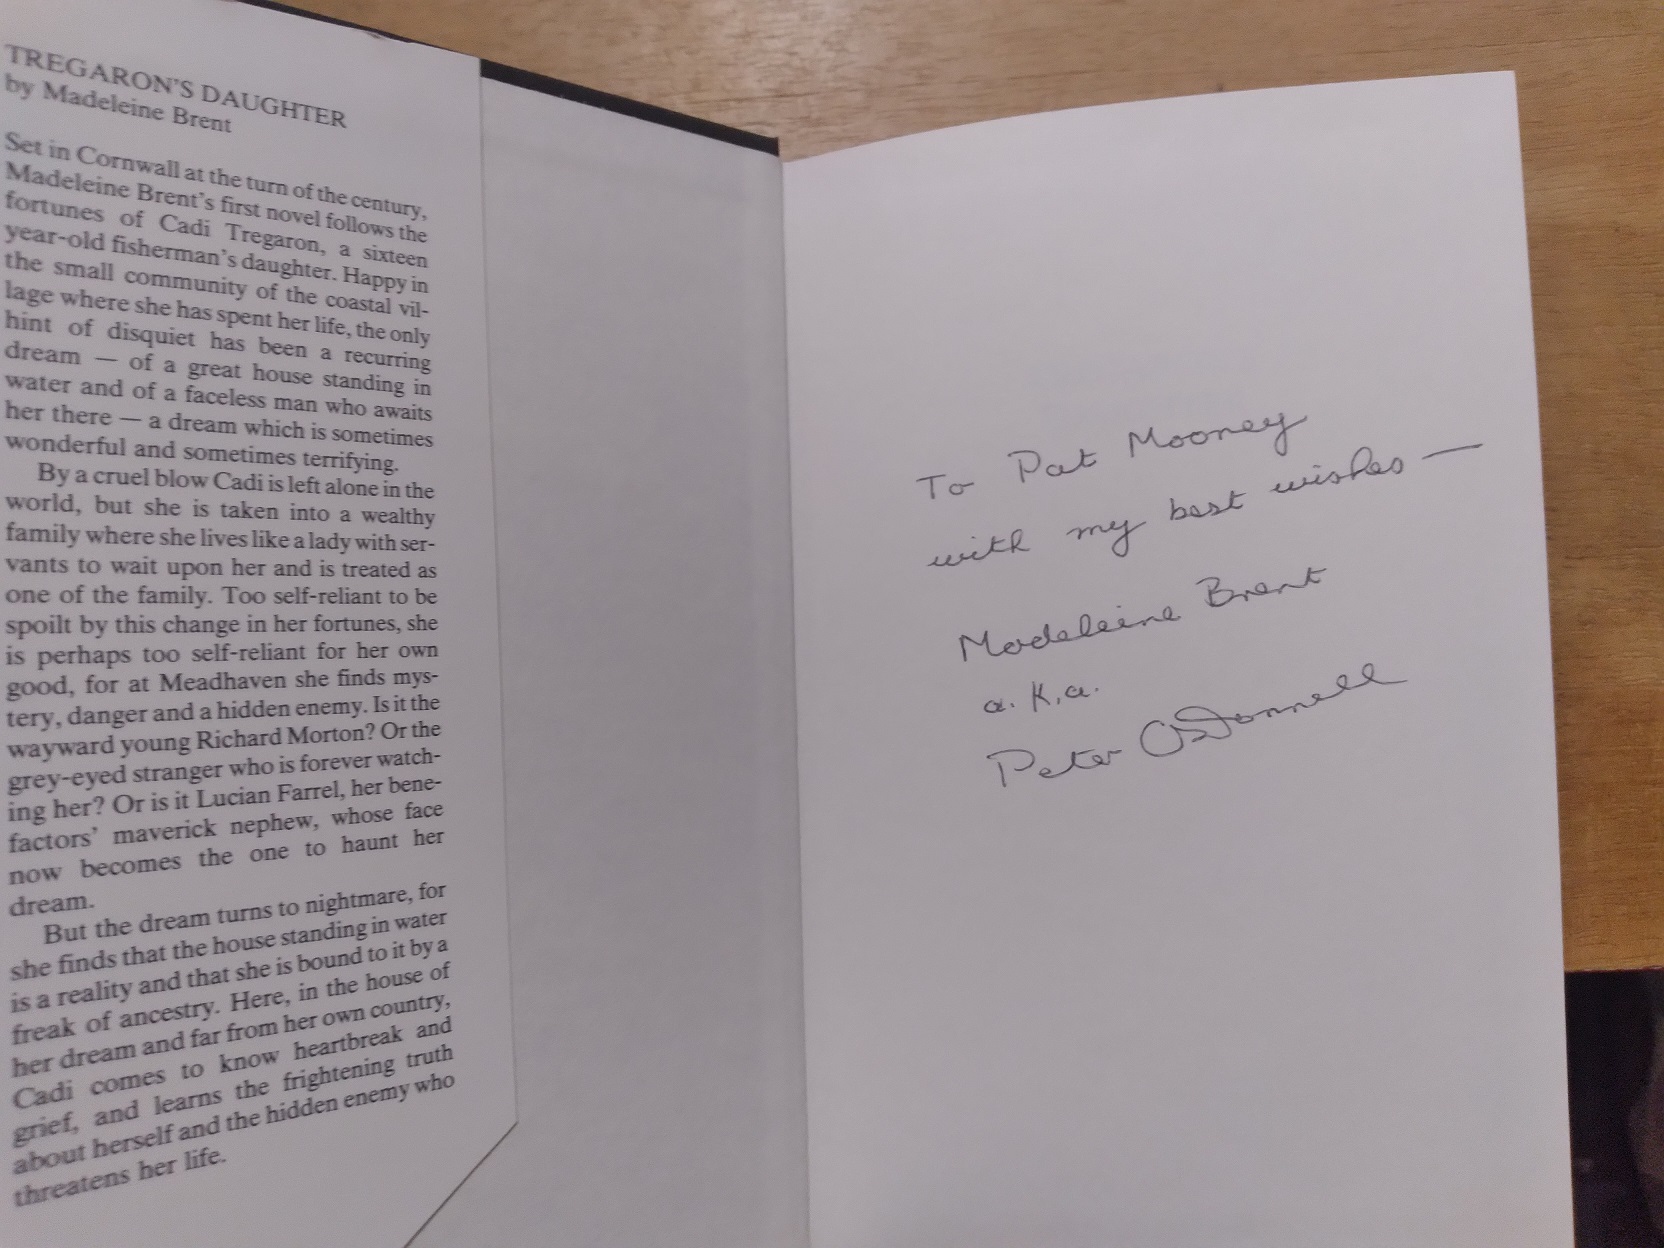 TREGARON'S DAUGHTER
by Madeleine Brent
Set in Cornwall at the turn of the century,
Madeleine Brent's first novel follows the
fortunes of Cadi Tregaron, a sixteen
year-old fisherman's daughter. Happy in
the small community of the coastal vil-
lage where she has spent her life, the only
hint of disquiet has been a recurring
dream — of a great house standing in
water and of a faceless man who awaits
her there — a dream which is sometimes
wonderful and sometimes terrifying.
By a cruel blow Cadi is left alone in the
world, but she is taken into a wealthy
family where she lives like a lady with ser-
vants to wait upon her and is treated as
one of the family. Too self-reliant to be
spoilt by this change in her fortunes, she
is perhaps too self-reliant for her own
good, for at Meadhaven she finds mys-
tery, danger and a hidden enemy. Is it the
wayward young Richard Morton? Or the
grey-eyed stranger who is forever watch-
ing her? Or is it Lucian Farrel, her bene-
factors' maverick nephew, whose face
now becomes the one to haunt her
dream.
But the dream turns to nightmare, for
she finds that the house standing in water
is a reality and that she is bound to it by a
freak of ancestry. Here, in the house of
her dream and far from her own country,
Cadi comes to know heartbreak and
grief, and learns the frightening truth
about herself and the hidden enemy who
threatens her life.
To Pat Mooney
with my best wishes —
Madeleine Brent
a.k.a.
Peter O'Donnell